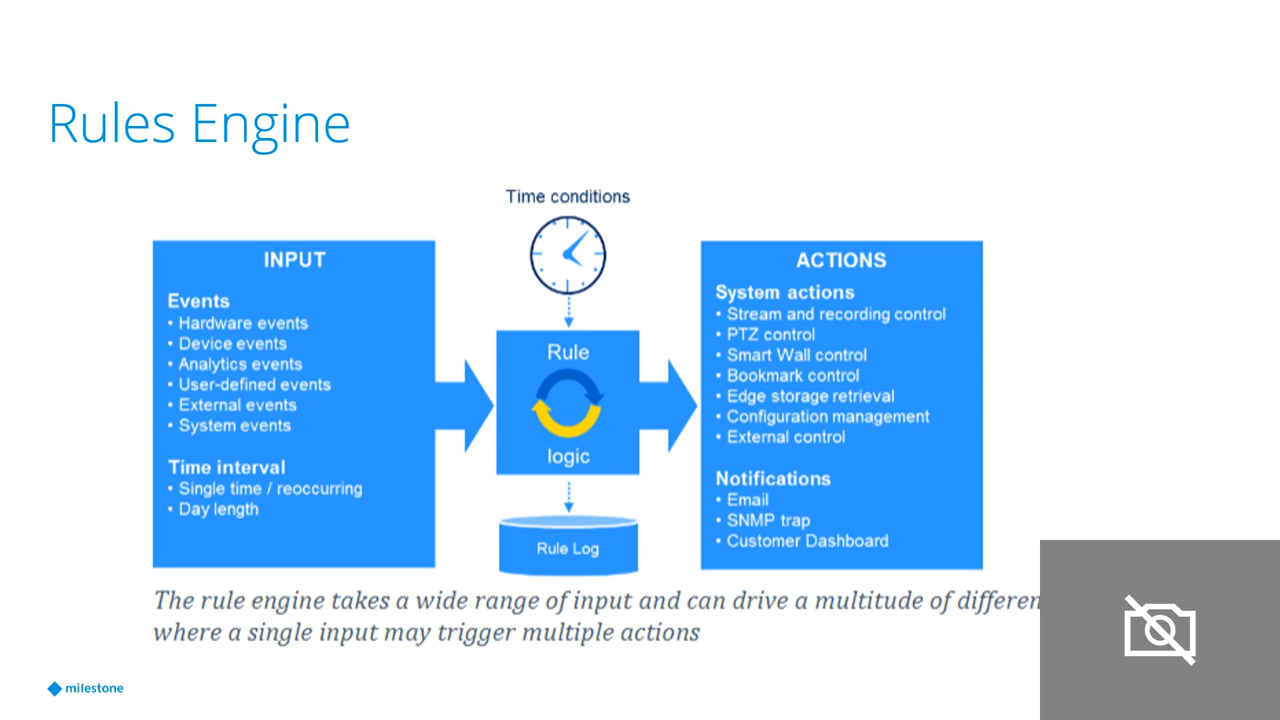 Rules Engine
Time conditions
INPUT
Events
• Hardware events
• Device events
• Analytics events
• User-defined events
• External events
• System events
Time interval
• Single time / reoccurring
• Day length
Rule
logic
Rule Log
ACTIONS
System actions
• Stream and recording control
• PTZ control
• Smart Wall control
• Bookmark control
• Edge storage retrieval
• Configuration management
• External control
Notifications
• Email
• SNMP trap
• Customer Dashboard
The rule engine takes a wide range of input and can drive a multitude of
where a single input may trigger multiple actions
milestone